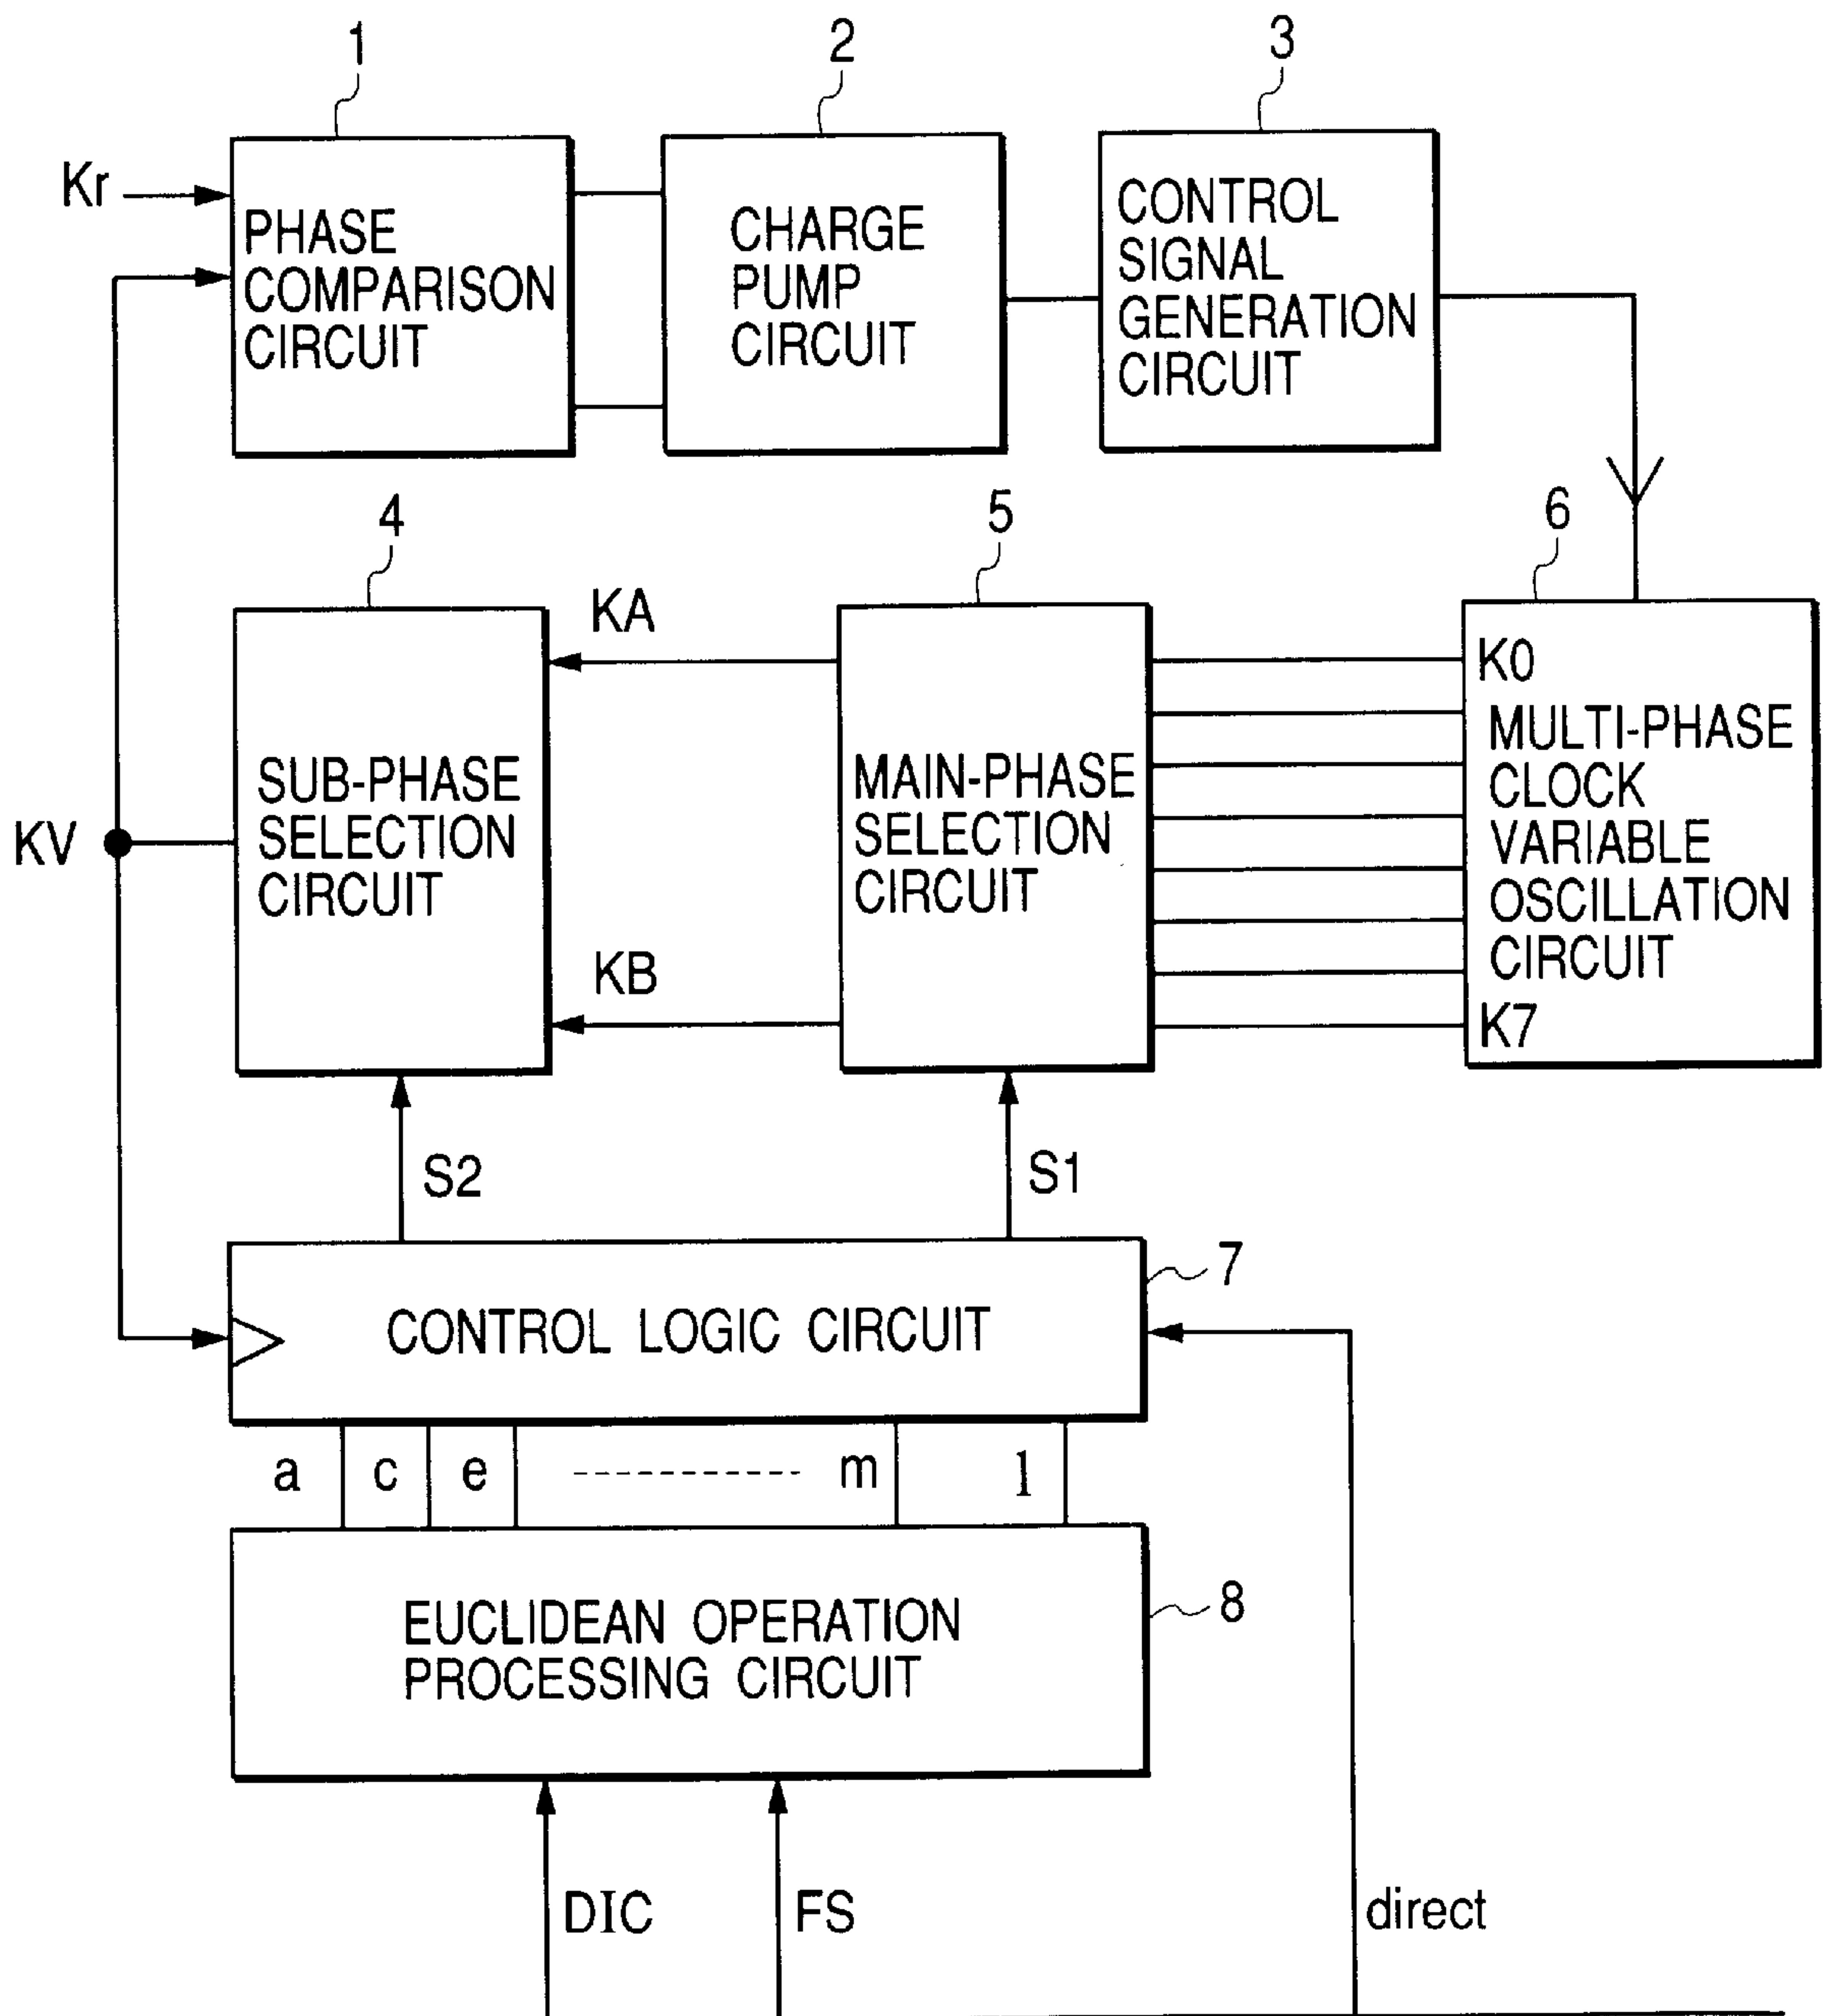 1
2
3
Kr
PHASE
COMPARISON
CIRCUIT
CHARGE
PUMP
CIRCUIT
CONTROL
SIGNAL
GENERATION
CIRCUIT
4
5
6
KA
KB
KV
SUB-PHASE
SELECTION
CIRCUIT
MAIN-PHASE
SELECTION
CIRCUIT
K0
MULTI-PHASE
CLOCK
VARIABLE
OSCILLATION
CIRCUIT
K7
S2
S1
7
CONTROL LOGIC CIRCUIT
a c e m l
8
EUCLIDEAN OPERATION
PROCESSING CIRCUIT
DIC
FS
direct